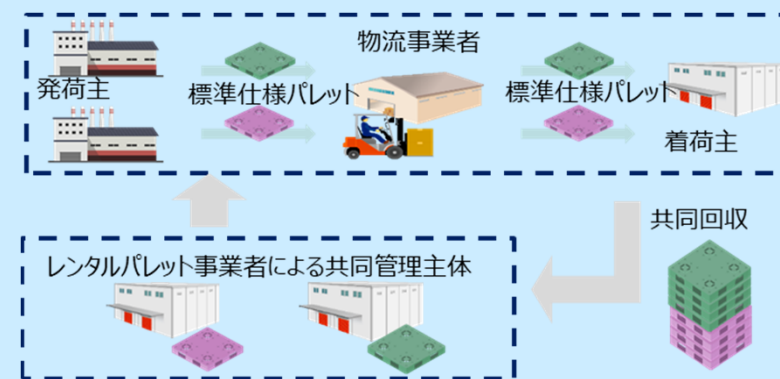 物流事業者
発荷主
標準仕様パレット
標準仕様パレット
着荷主
共同回収
レンタルパレット事業者による共同管理主体